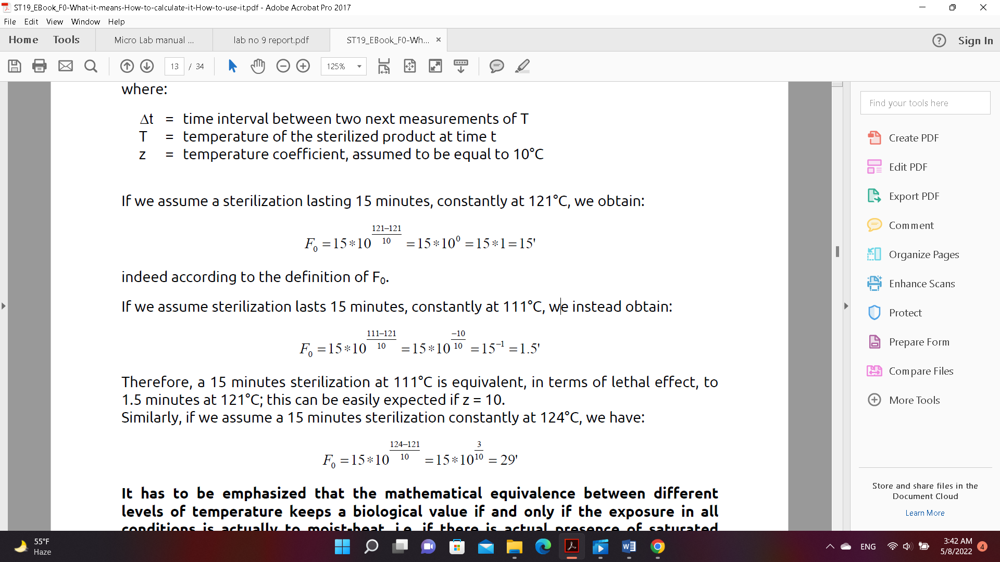 ST19_EBook_F0-What-it-means-How-to-calculate-it-How-to-use-it.pdf - Adobe Acrobat Pro 2017
File Edit View Window Help
Home Tools Micro Lab manual ... lab no 9 report.pdf ST19_EBook_F0-Wh... × Sign In
13 / 34 125%
where:
Δt = time interval between two next measurements of T
T = temperature of the sterilized product at time t
z = temperature coefficient, assumed to be equal to 10°C
If we assume a sterilization lasting 15 minutes, constantly at 121°C, we obtain:
F₀ = 15*10^((121–121)/10) = 15*10⁰ = 15*1 = 15'
indeed according to the definition of F₀.
If we assume sterilization lasts 15 minutes, constantly at 111°C, we instead obtain:
F₀ = 15*10^((111–121)/10) = 15*10^(–10/10) = 15⁻¹ = 1.5'
Therefore, a 15 minutes sterilization at 111°C is equivalent, in terms of lethal effect, to
1.5 minutes at 121°C; this can be easily expected if z = 10.
Similarly, if we assume a 15 minutes sterilization constantly at 124°C, we have:
F₀ = 15*10^((124–121)/10) = 15*10^(3/10) = 29'
It has to be emphasized that the mathematical equivalence between different
levels of temperature keeps a biological value if and only if the exposure in all
conditions is actually to moist-heat, i.e. if there is actual presence of saturated
Find your tools here
Create PDF
Edit PDF
Export PDF
Comment
Organize Pages
Enhance Scans
Protect
Prepare Form
Compare Files
More Tools
Store and share files in the
Document Cloud
Learn More
55°F
Haze
ENG
3:42 AM
5/8/2022
4